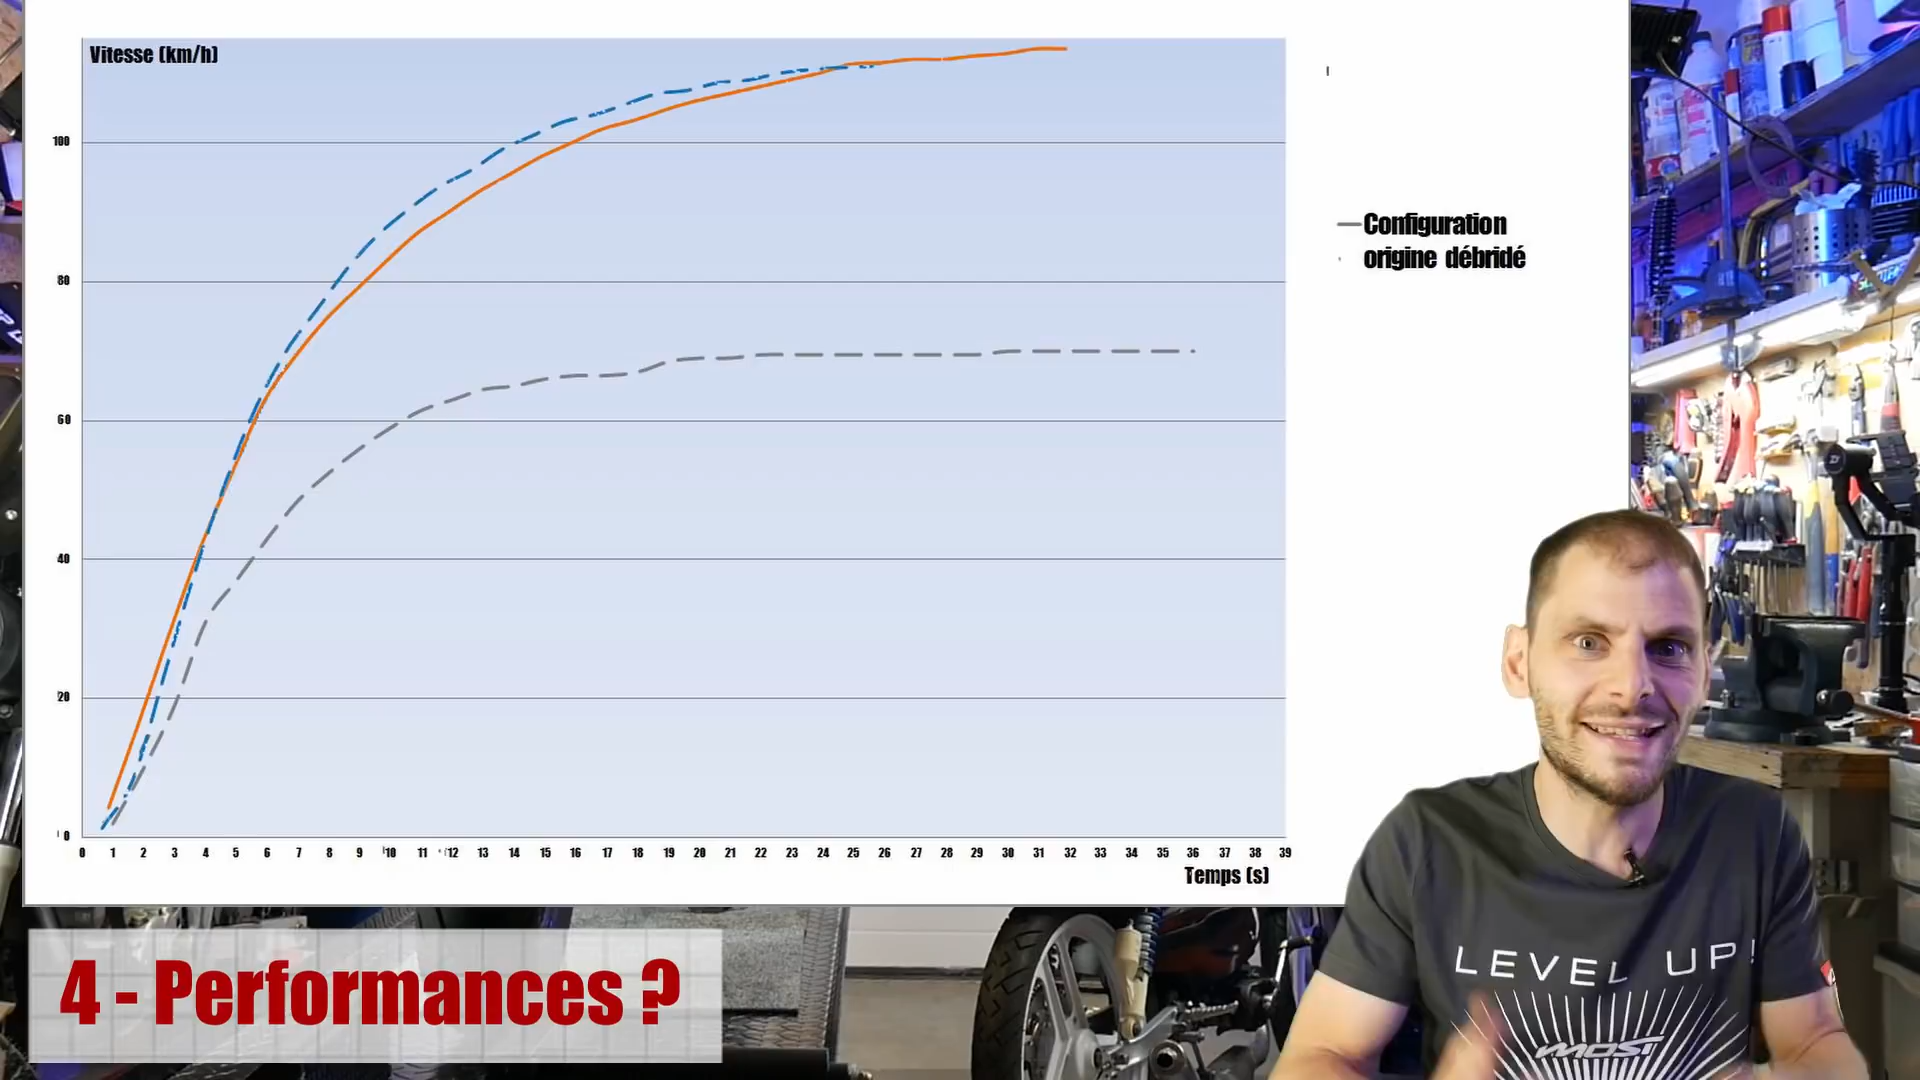 Vitesse (km/h)
100
80
60
40
20
0
0 1 2 3 4 5 6 7 8 9 10 11 12 13 14 15 16 17 18 19 20 21 22 23 24 25 26 27 28 29 30 31 32 33 34 35 36 37 38 39
Temps (s)
Configuration
origine débridé
4 - Performances ?
LEVEL UP!
MOSI